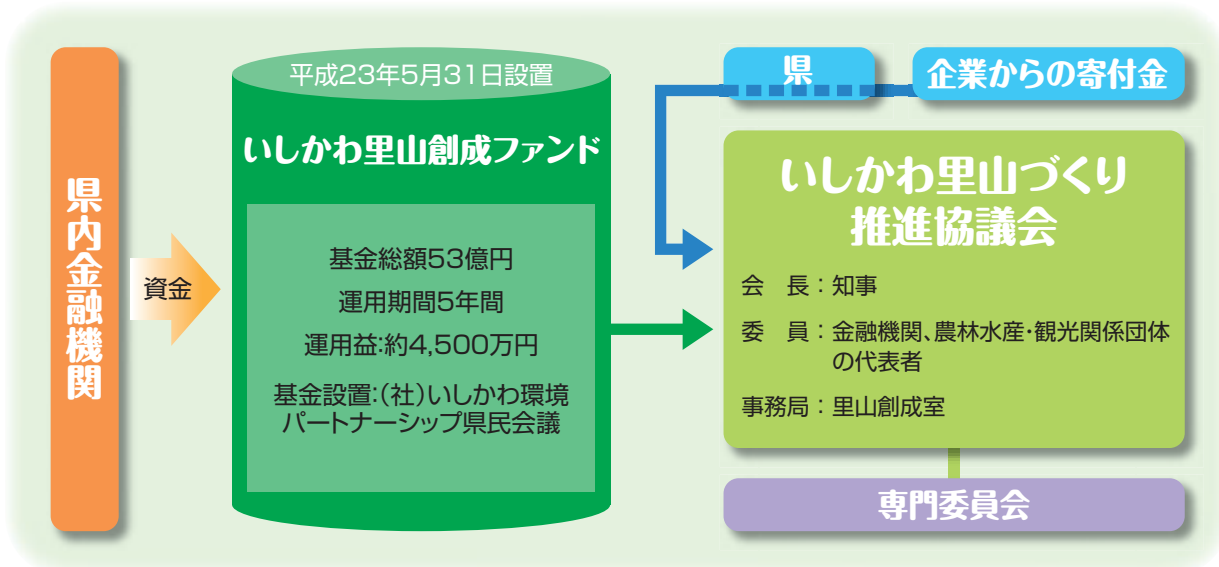 県内金融機関
資金
平成23年5月31日設置
いしかわ里山創成ファンド
基金総額53億円
運用期間5年間
運用益:約4,500万円
基金設置:(社)いしかわ環境
パートナーシップ県民会議
県
企業からの寄付金
いしかわ里山づくり
推進協議会
会　長：知事
委　員：金融機関、農林水産・観光関係団体
の代表者
事務局：里山創成室
専門委員会